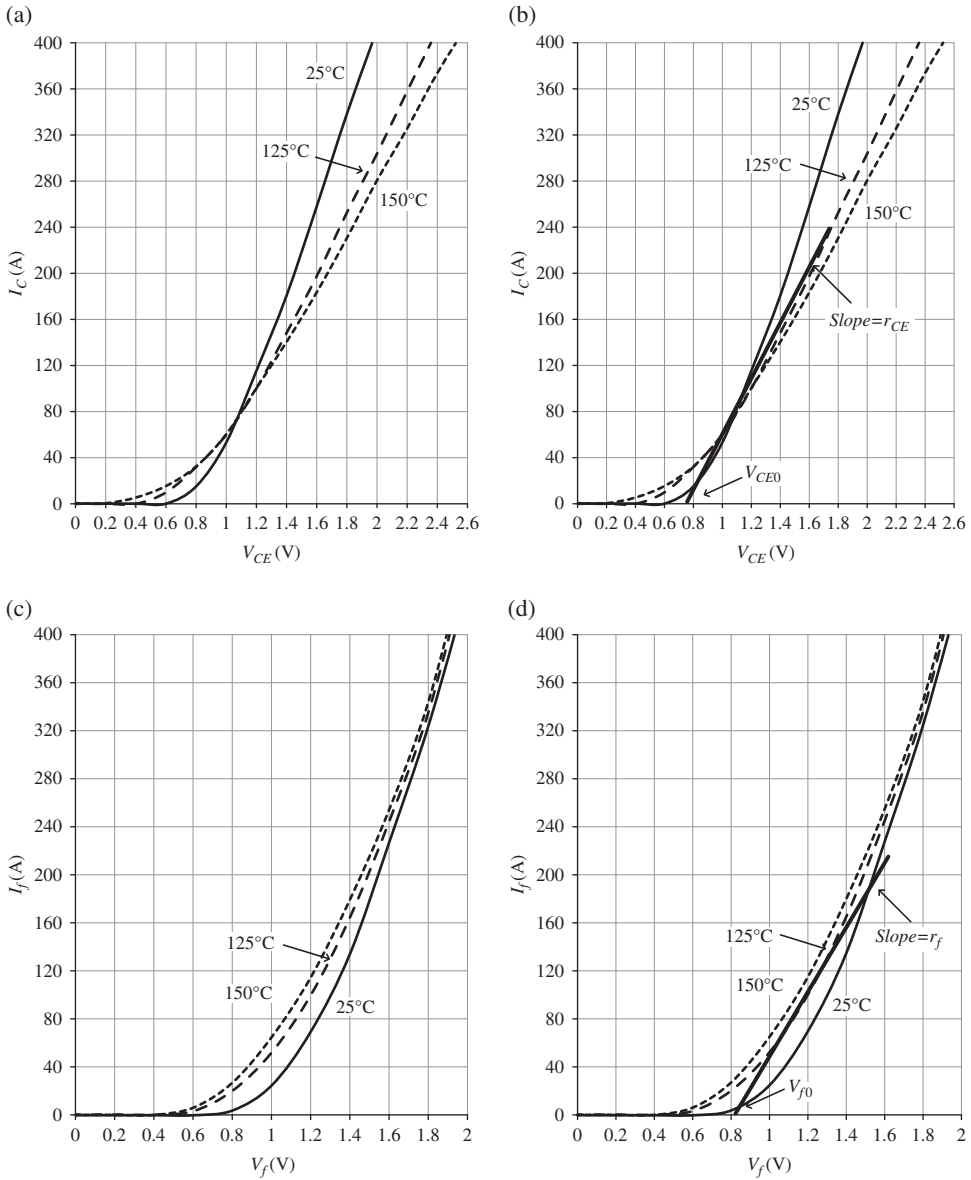 (a)
400
360
320
280
240
200
160
120
80
40
0
I_C (A)
25°C
125°C
150°C
0 0.2 0.4 0.6 0.8 1 1.2 1.4 1.6 1.8 2 2.2 2.4 2.6
V_CE (V)
(b)
400
360
320
280
240
200
160
120
80
40
0
I_C (A)
25°C
125°C
150°C
Slope=r_CE
V_CE0
0 0.2 0.4 0.6 0.8 1 1.2 1.4 1.6 1.8 2 2.2 2.4 2.6
V_CE (V)
(c)
400
360
320
280
240
200
160
120
80
40
0
I_f (A)
125°C
150°C
25°C
0 0.2 0.4 0.6 0.8 1 1.2 1.4 1.6 1.8 2
V_f (V)
(d)
400
360
320
280
240
200
160
120
80
40
0
I_f (A)
125°C
Slope=r_f
150°C
25°C
V_f0
0 0.2 0.4 0.6 0.8 1 1.2 1.4 1.6 1.8 2
V_f (V)